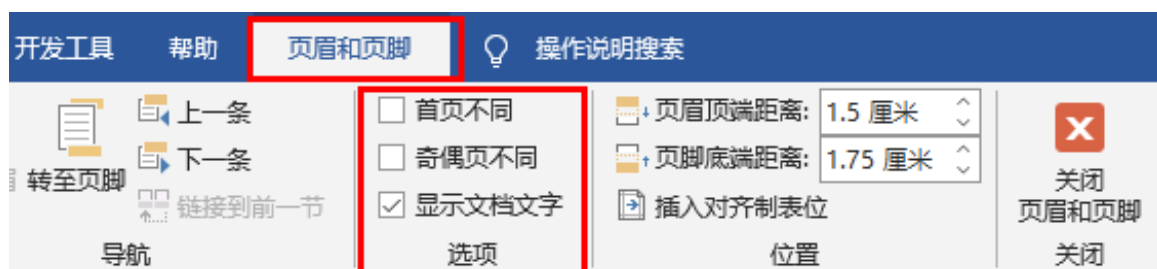 开发工具 帮助 页眉和页脚 操作说明搜索
上一条 首页不同 页眉顶端距离: 1.5 厘米
转至页脚 下一条 奇偶页不同 页脚底端距离: 1.75 厘米 关闭
链接到前一节 显示文档文字 插入对齐制表位 页眉和页脚
导航 选项 位置 关闭